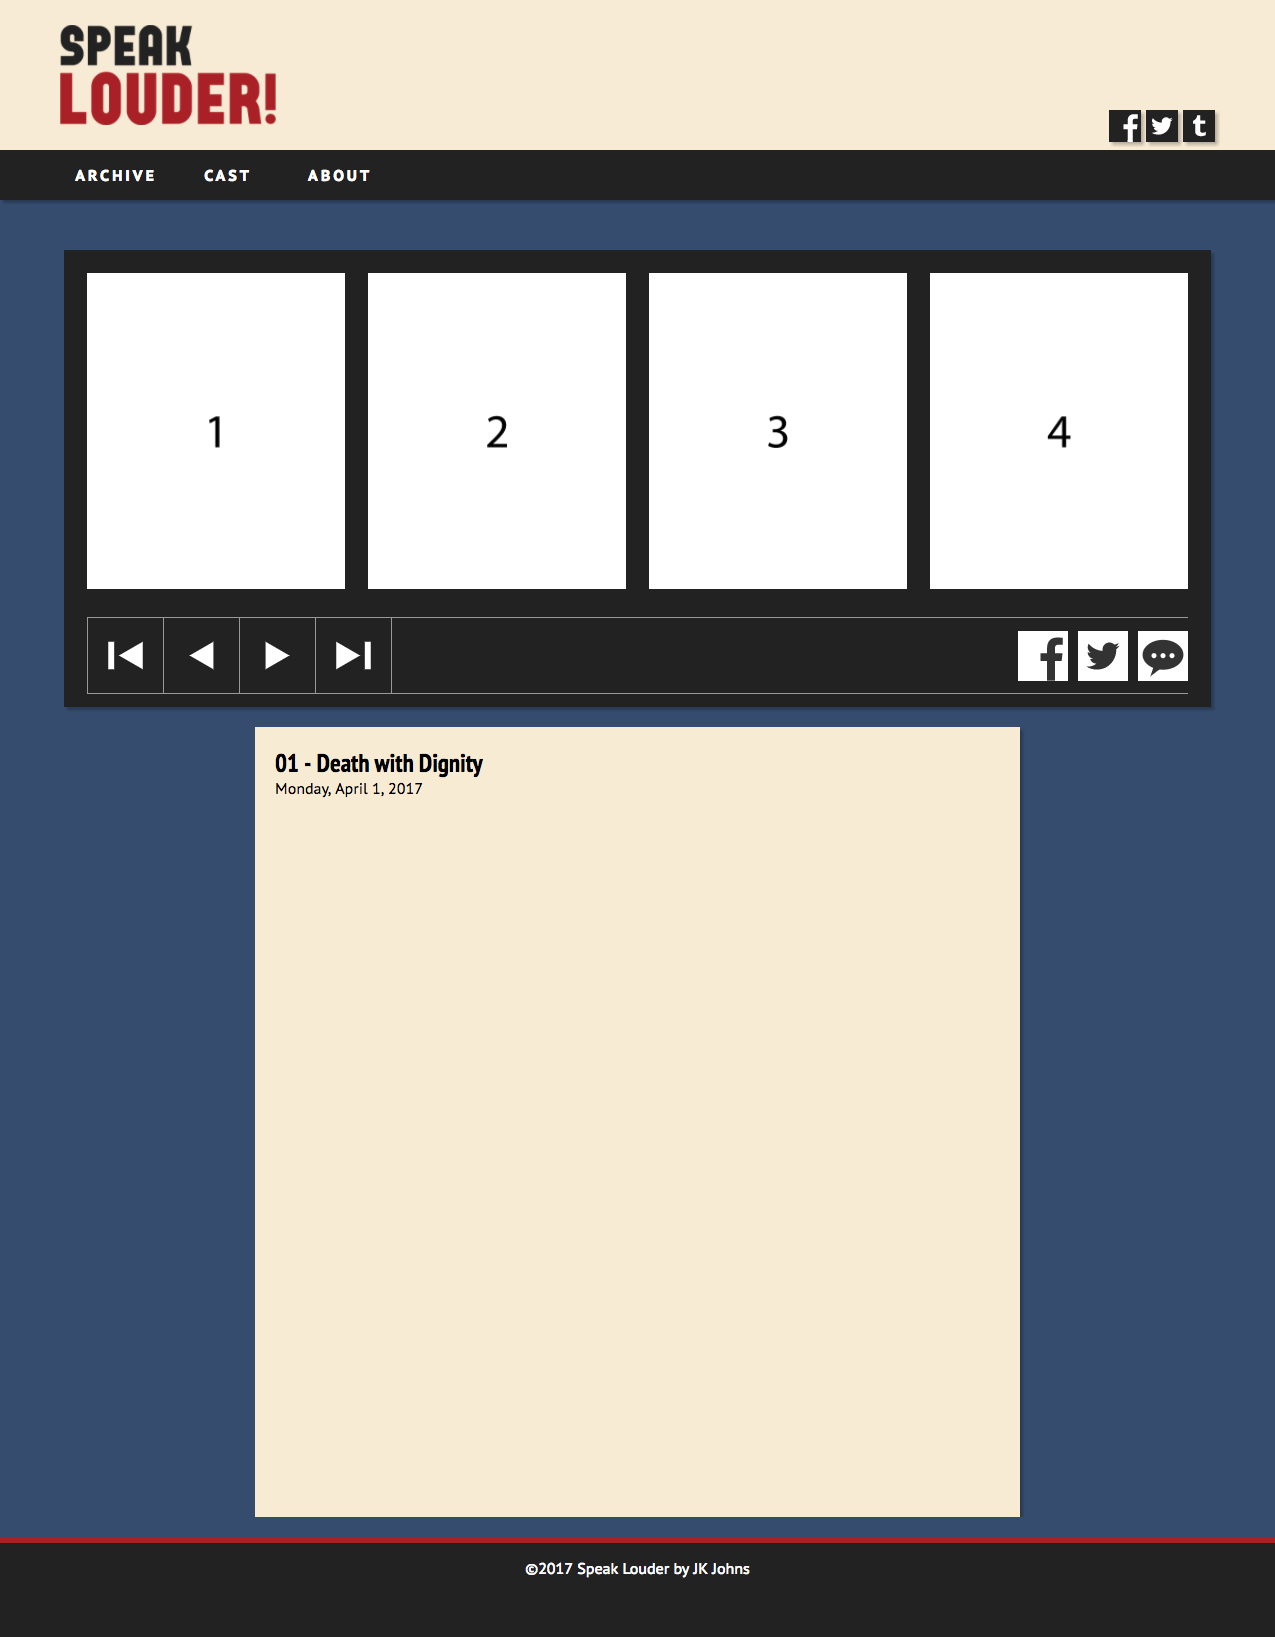 SPEAK
LOUDER!
ARCHIVE CAST ABOUT
1 2 3 4
01 - Death with Dignity
Monday, April 1, 2017
©2017 Speak Louder by JK Johns